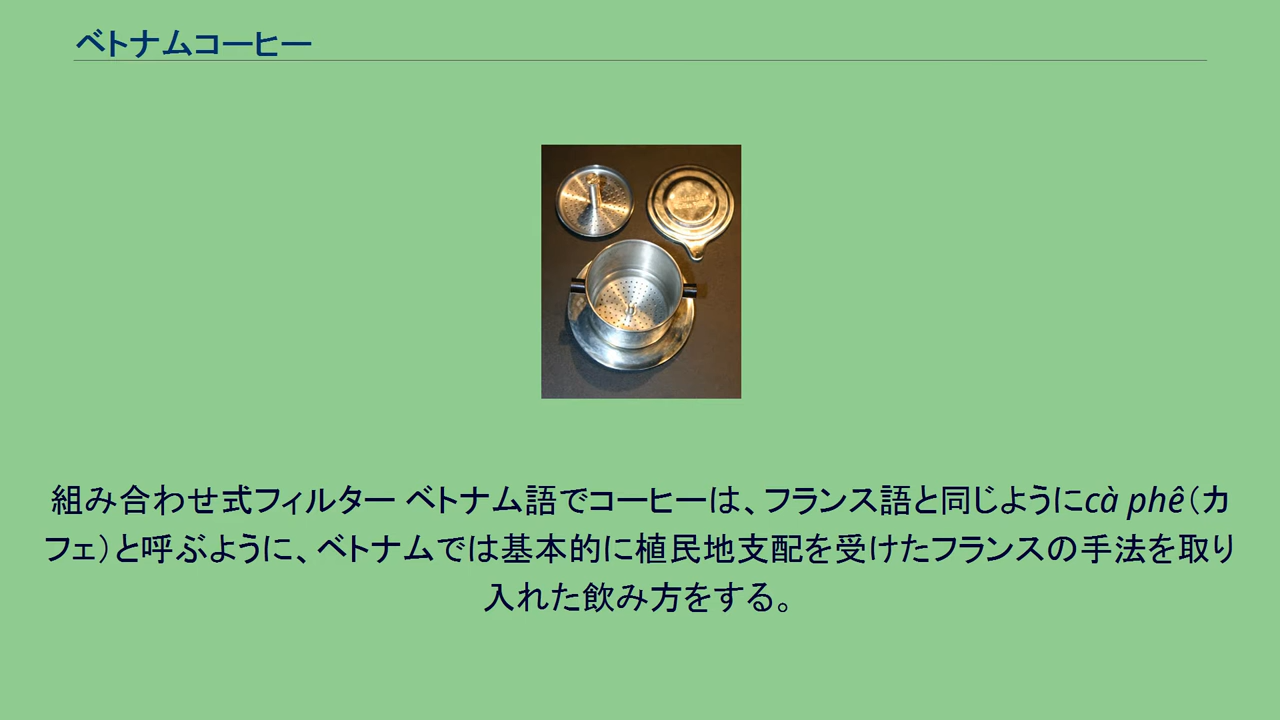 ベトナムコーヒー
組み合わせ式フィルター ベトナム語でコーヒーは、フランス語と同じようにcà phê（カ
フェ）と呼ぶように、ベトナムでは基本的に植民地支配を受けたフランスの手法を取り
入れた飲み方をする。